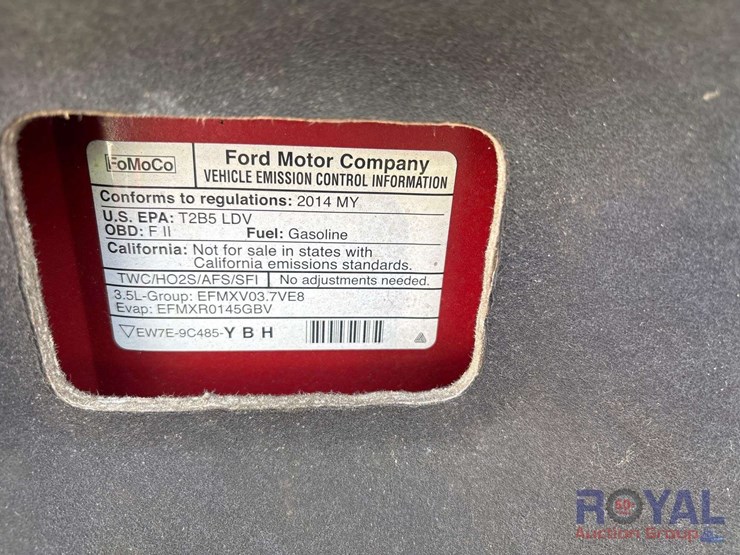 FoMoCo
Ford Motor Company
VEHICLE EMISSION CONTROL INFORMATION
Conforms to regulations: 2014 MY
U.S. EPA: T2B5 LDV
OBD: F II Fuel: Gasoline
California: Not for sale in states with
California emissions standards.
TWC/HO2S/AFS/SFI No adjustments needed.
3.5L-Group: EFMXV03.7VE8
Evap: EFMXR0145GBV
EW7E-9C485-Y B H
ROYAL
Auction Group